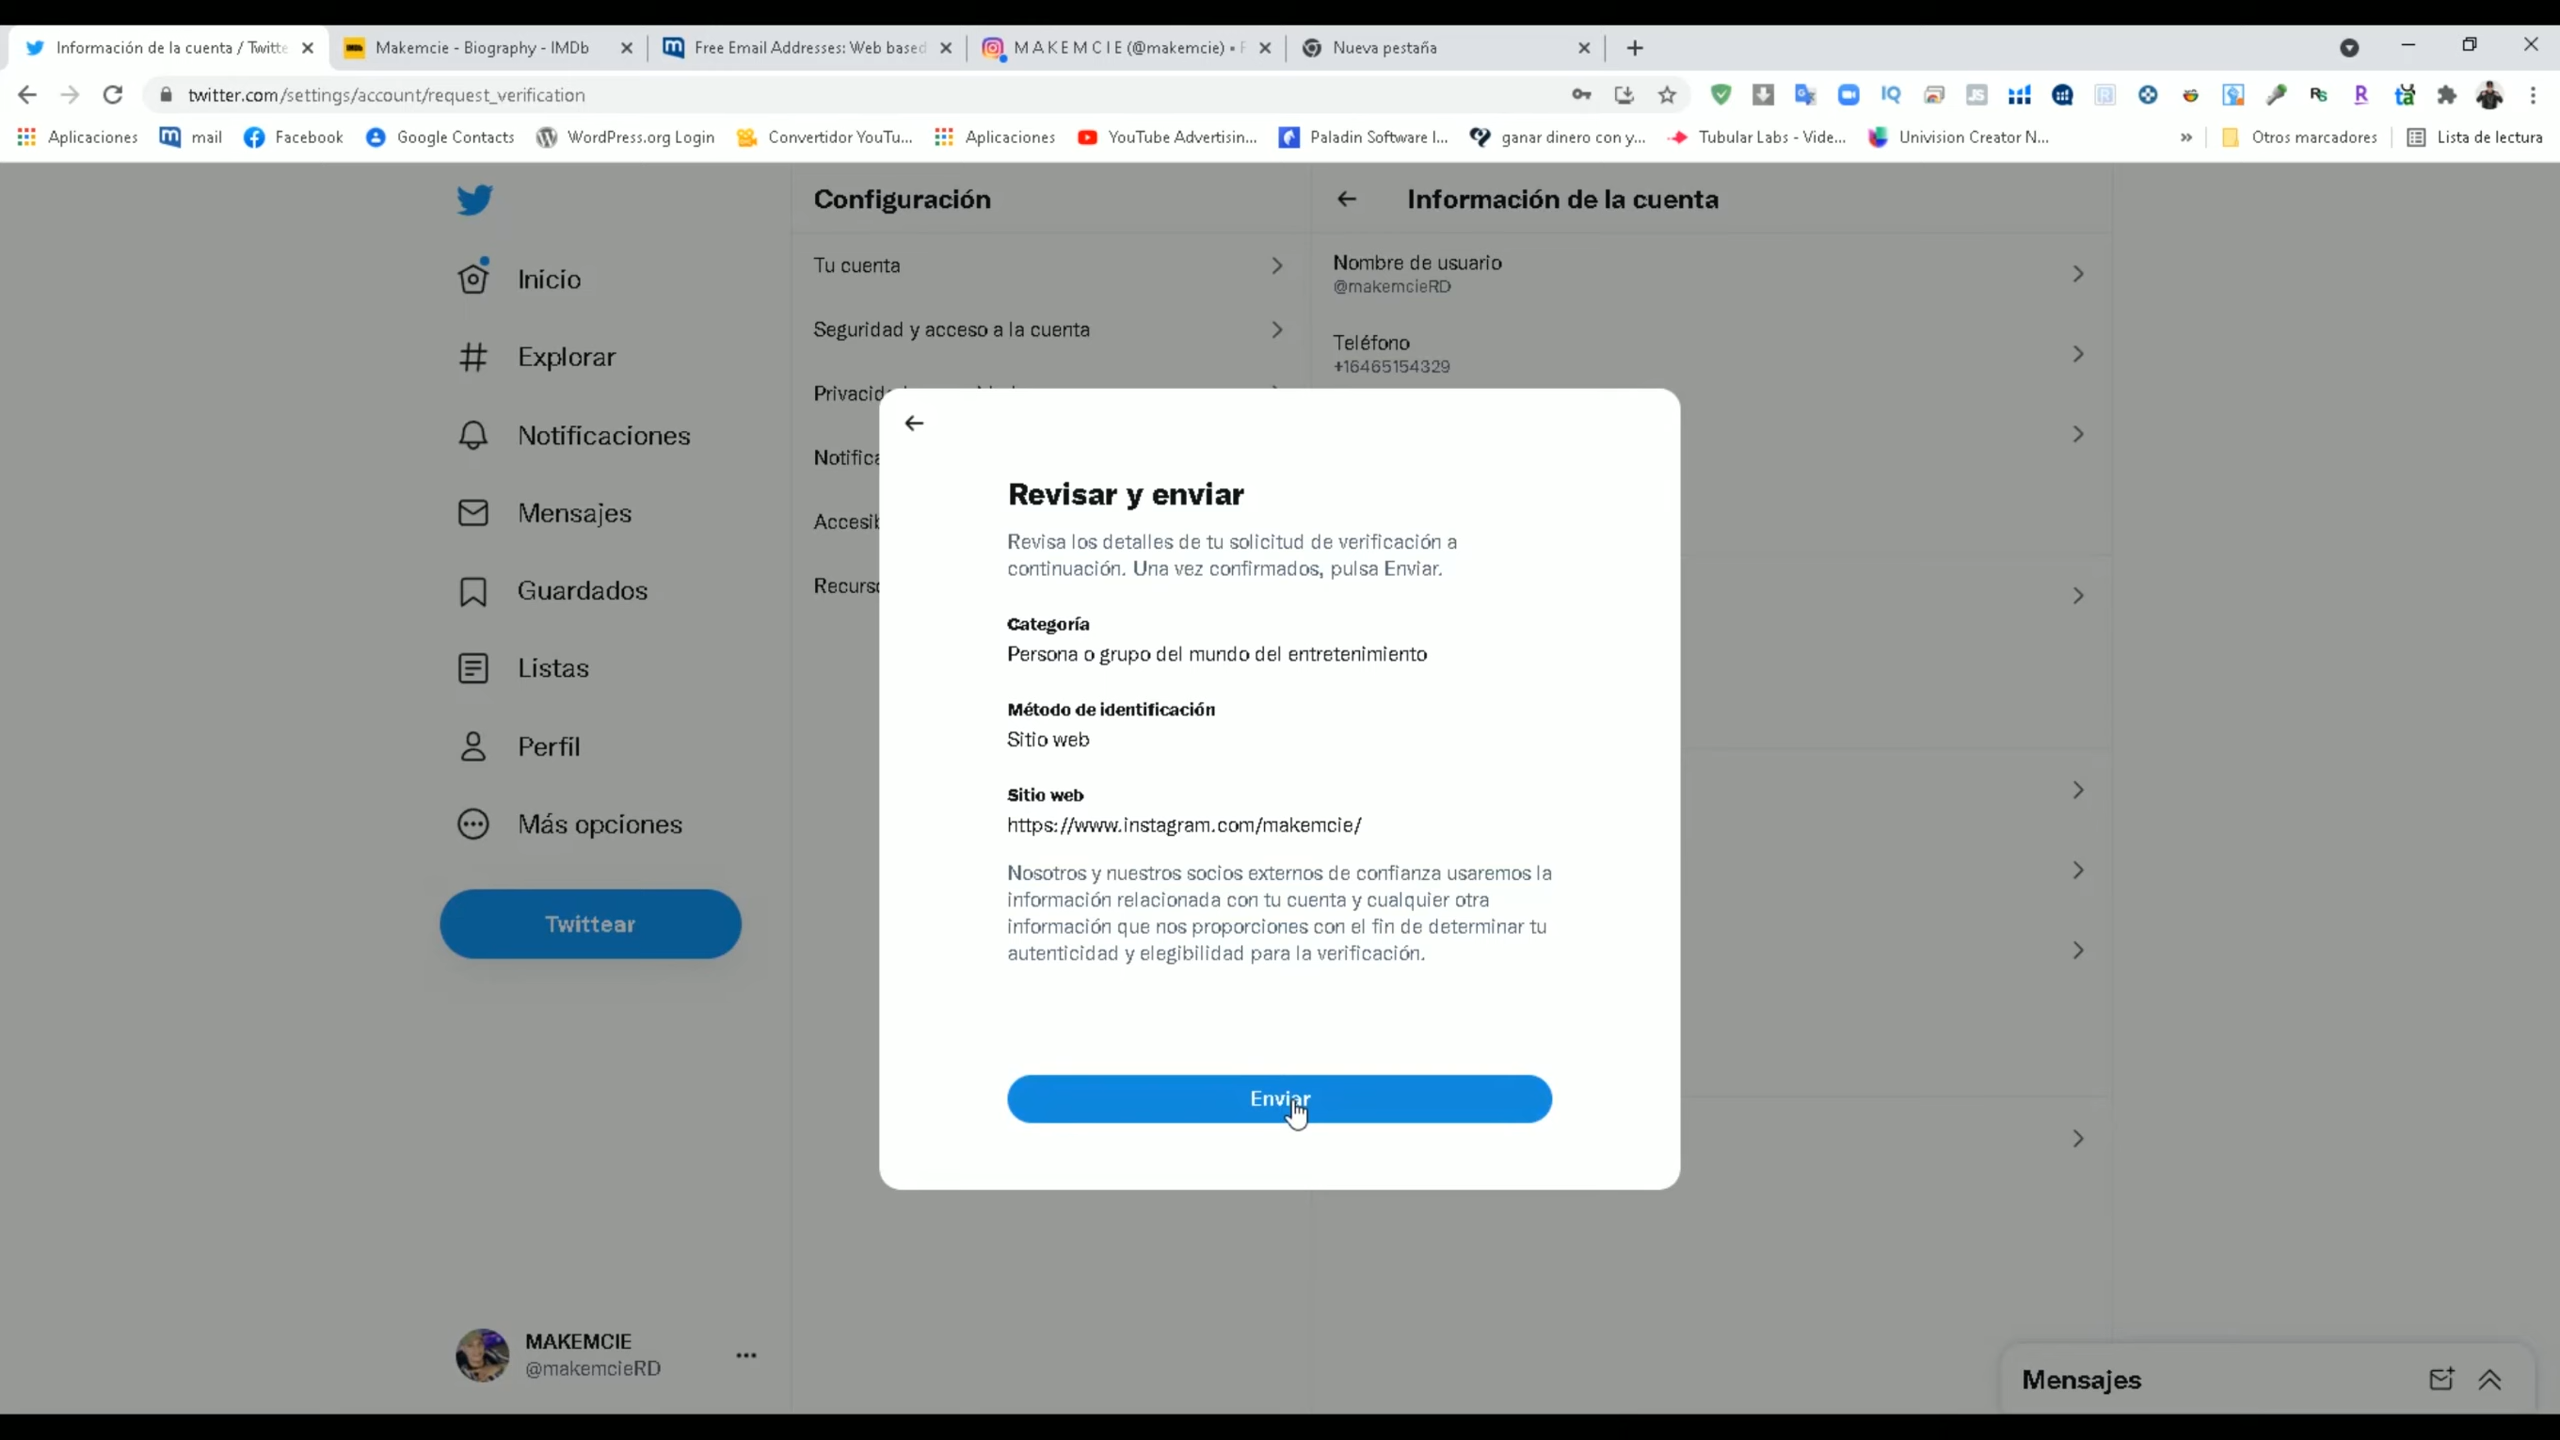 Información de la cuenta / Twitte
Makemcie - Biography - IMDb
Free Email Addresses: Web based
M A K E M C I E (@makemcie) •
Nueva pestaña
twitter.com/settings/account/request_verification
Aplicaciones
mail
Facebook
Google Contacts
WordPress.org Login
Convertidor YouTu...
Aplicaciones
YouTube Advertisin...
Paladin Software I...
ganar dinero con y...
Tubular Labs - Vide...
Univision Creator N...
»
Otros marcadores
Lista de lectura
Inicio
Explorar
Notificaciones
Mensajes
Guardados
Listas
Perfil
Más opciones
Twittear
MAKEMCIE
@makemcieRD
Configuración
Tu cuenta
Seguridad y acceso a la cuenta
Privacid
Notifica
Accesib
Recurso
Información de la cuenta
Nombre de usuario
@makemcieRD
Teléfono
+16465154329
Revisar y enviar
Revisa los detalles de tu solicitud de verificación a
continuación. Una vez confirmados, pulsa Enviar.
Categoría
Persona o grupo del mundo del entretenimiento
Método de identificación
Sitio web
Sitio web
https://www.instagram.com/makemcie/
Nosotros y nuestros socios externos de confianza usaremos la
información relacionada con tu cuenta y cualquier otra
información que nos proporciones con el fin de determinar tu
autenticidad y elegibilidad para la verificación.
Enviar
Mensajes